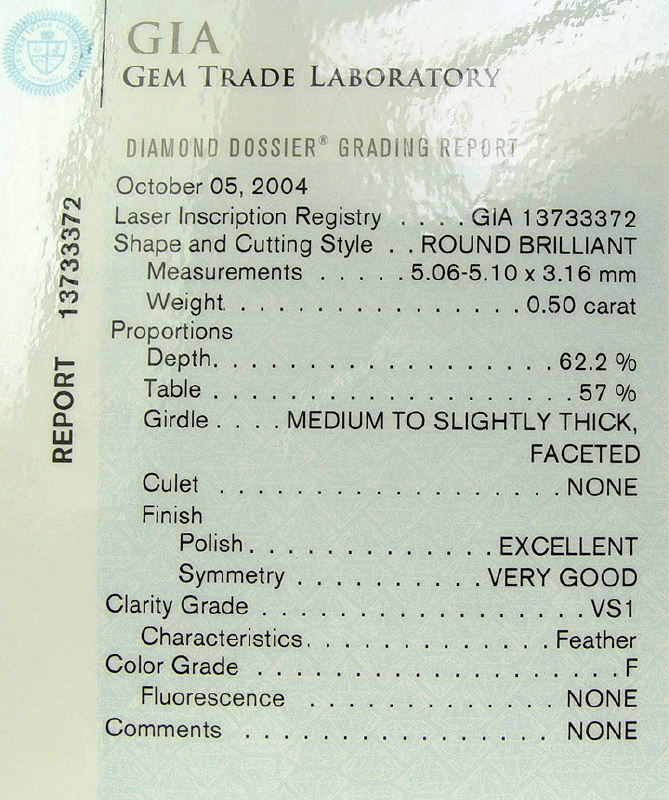 GIA
GEM TRADE LABORATORY
DIAMOND DOSSIER® GRADING REPORT
October 05, 2004
Laser Inscription Registry . . . . GIA 13733372
Shape and Cutting Style . . ROUND BRILLIANT
Measurements . . . . . 5.06-5.10 x 3.16 mm
Weight. . . . . . . . . . . . . . . . 0.50 carat
Proportions
Depth. . . . . . . . . . . . . . . . . . 62.2 %
Table . . . . . . . . . . . . . . . . . . . 57 %
Girdle . . . . MEDIUM TO SLIGHTLY THICK,
FACETED
Culet . . . . . . . . . . . . . . . . . . NONE
Finish
Polish. . . . . . . . . . . . . EXCELLENT
Symmetry . . . . . . . . . . VERY GOOD
Clarity Grade . . . . . . . . . . . . . . . . . VS1
Characteristics. . . . . . . . . . . . . Feather
Color Grade . . . . . . . . . . . . . . . . . . . F
Fluorescence . . . . . . . . . . . . . NONE
Comments . . . . . . . . . . . . . . . . NONE
REPORT 13733372